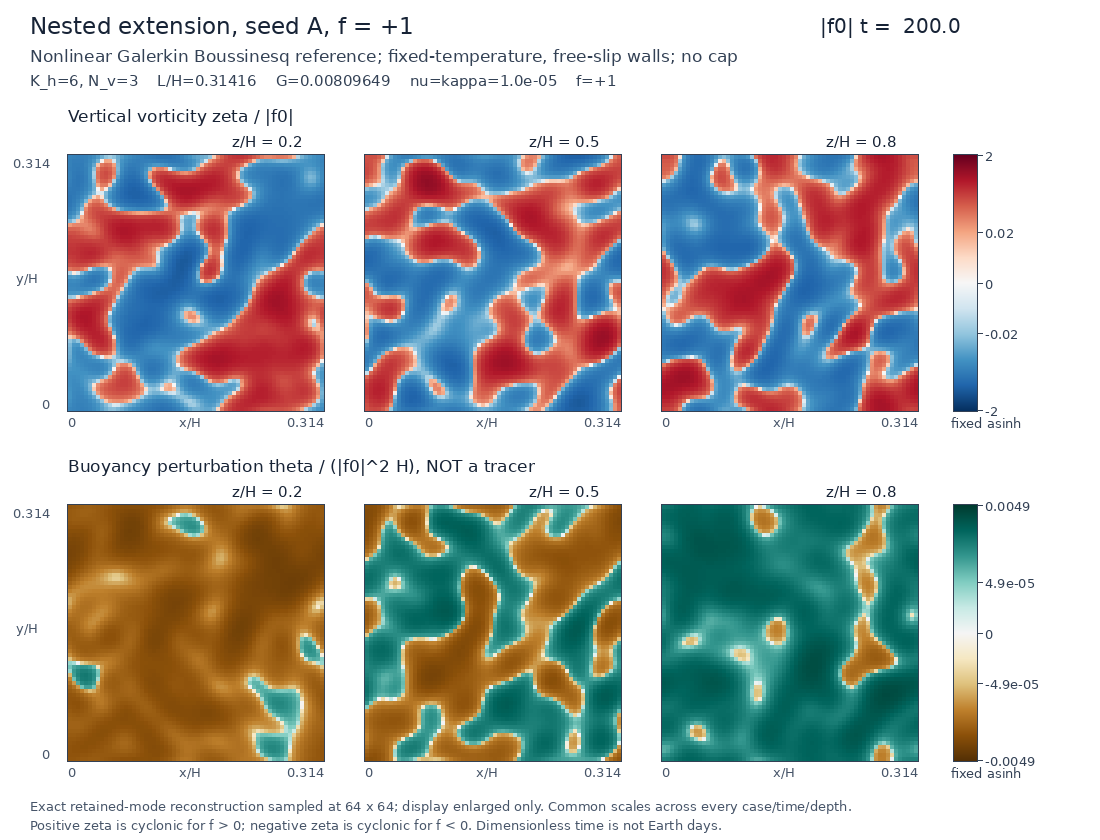 Nested extension, seed A, f = +1
|f0| t = 200.0
Nonlinear Galerkin Boussinesq reference; fixed-temperature, free-slip walls; no cap
K_h=6, N_v=3 L/H=0.31416 G=0.00809649 nu=kappa=1.0e-05 f=+1
Vertical vorticity zeta / |f0|
z/H = 0.2 z/H = 0.5 z/H = 0.8
0.314
y/H
0
0 x/H 0.314 0 x/H 0.314 0 x/H 0.314
2
0.02
0
-0.02
-2
fixed asinh
Buoyancy perturbation theta / (|f0|^2 H), NOT a tracer
z/H = 0.2 z/H = 0.5 z/H = 0.8
0.314
y/H
0
0 x/H 0.314 0 x/H 0.314 0 x/H 0.314
0.0049
4.9e-05
0
-4.9e-05
-0.0049
fixed asinh
Exact retained-mode reconstruction sampled at 64 x 64; display enlarged only. Common scales across every case/time/depth.
Positive zeta is cyclonic for f > 0; negative zeta is cyclonic for f < 0. Dimensionless time is not Earth days.